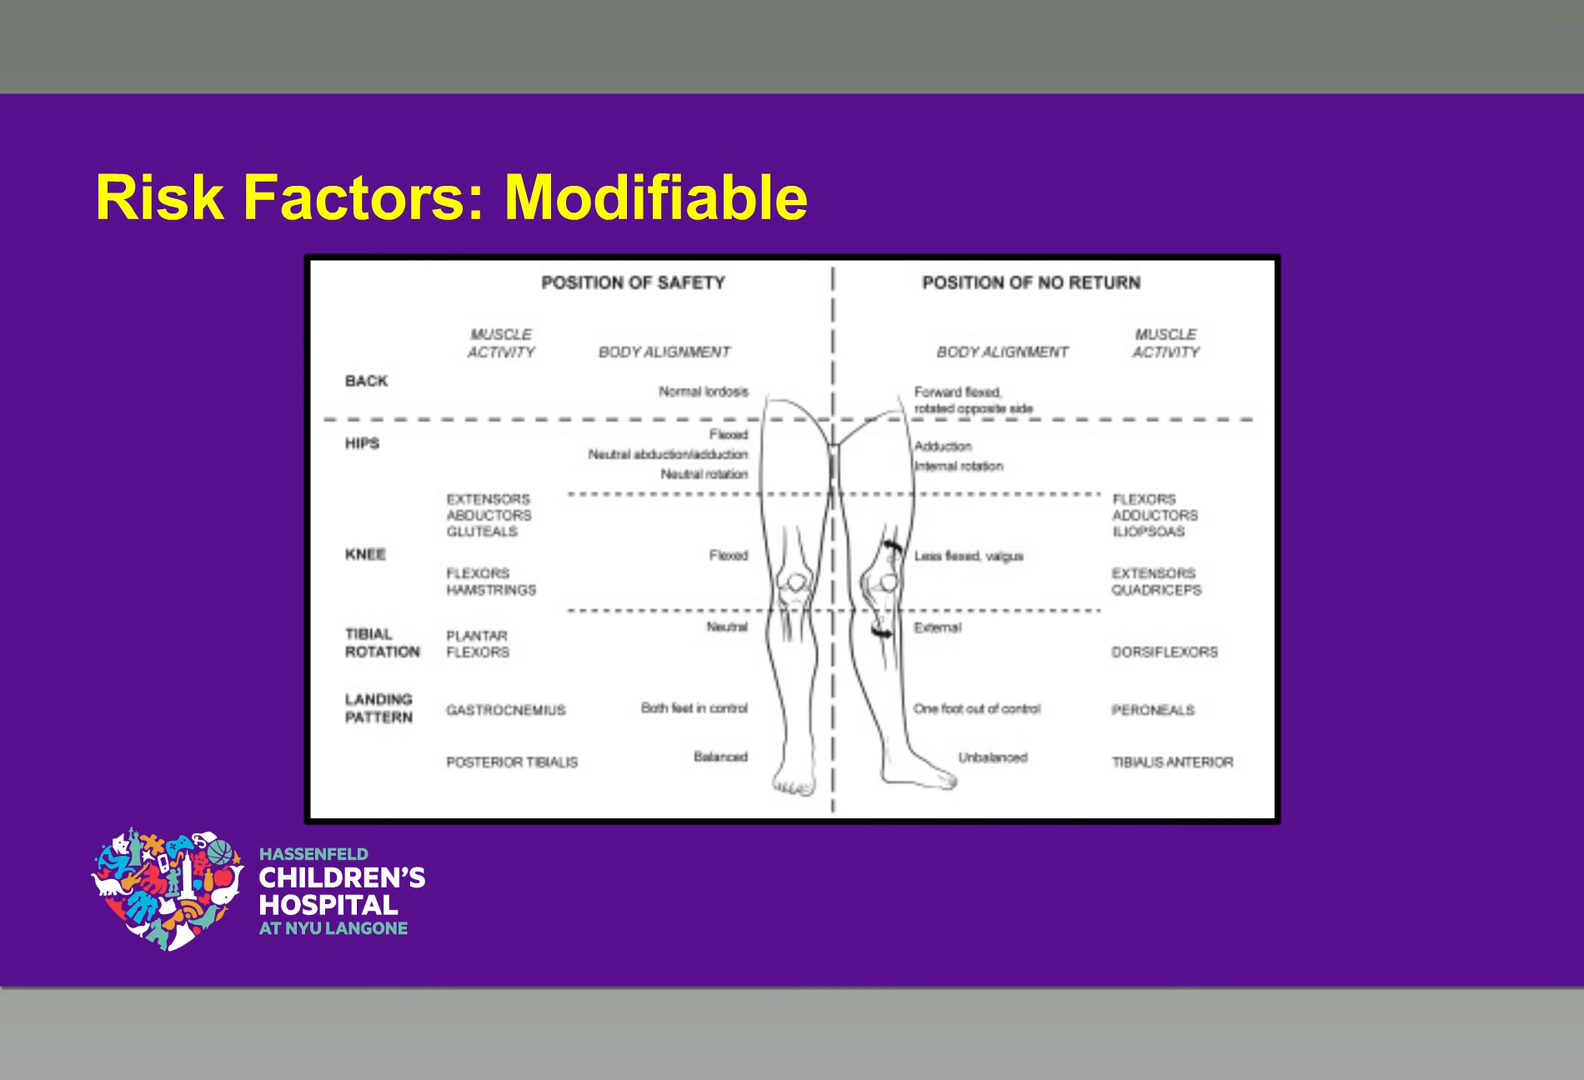 Risk Factors: Modifiable
POSITION OF SAFETY
POSITION OF NO RETURN
MUSCLE
ACTIVITY
BODY ALIGNMENT
BODY ALIGNMENT
MUSCLE
ACTIVITY
BACK
Normal lordosis
Forward flexed,
rotated opposite side
HIPS
Flexed
Neutral abduction/adduction
Neutral rotation
Adduction
Internal rotation
EXTENSORS
ABDUCTORS
GLUTEALS
FLEXORS
ADDUCTORS
ILIOPSOAS
KNEE
Flexed
Less flexed, valgus
FLEXORS
HAMSTRINGS
EXTENSORS
QUADRICEPS
TIBIAL
ROTATION
PLANTAR
FLEXORS
Neutral
External
DORSIFLEXORS
LANDING
PATTERN
GASTROCNEMIUS
Both feet in control
One foot out of control
PERONEALS
POSTERIOR TIBIALIS
Balanced
Unbalanced
TIBIALIS ANTERIOR
HASSENFELD
CHILDREN'S
HOSPITAL
AT NYU LANGONE